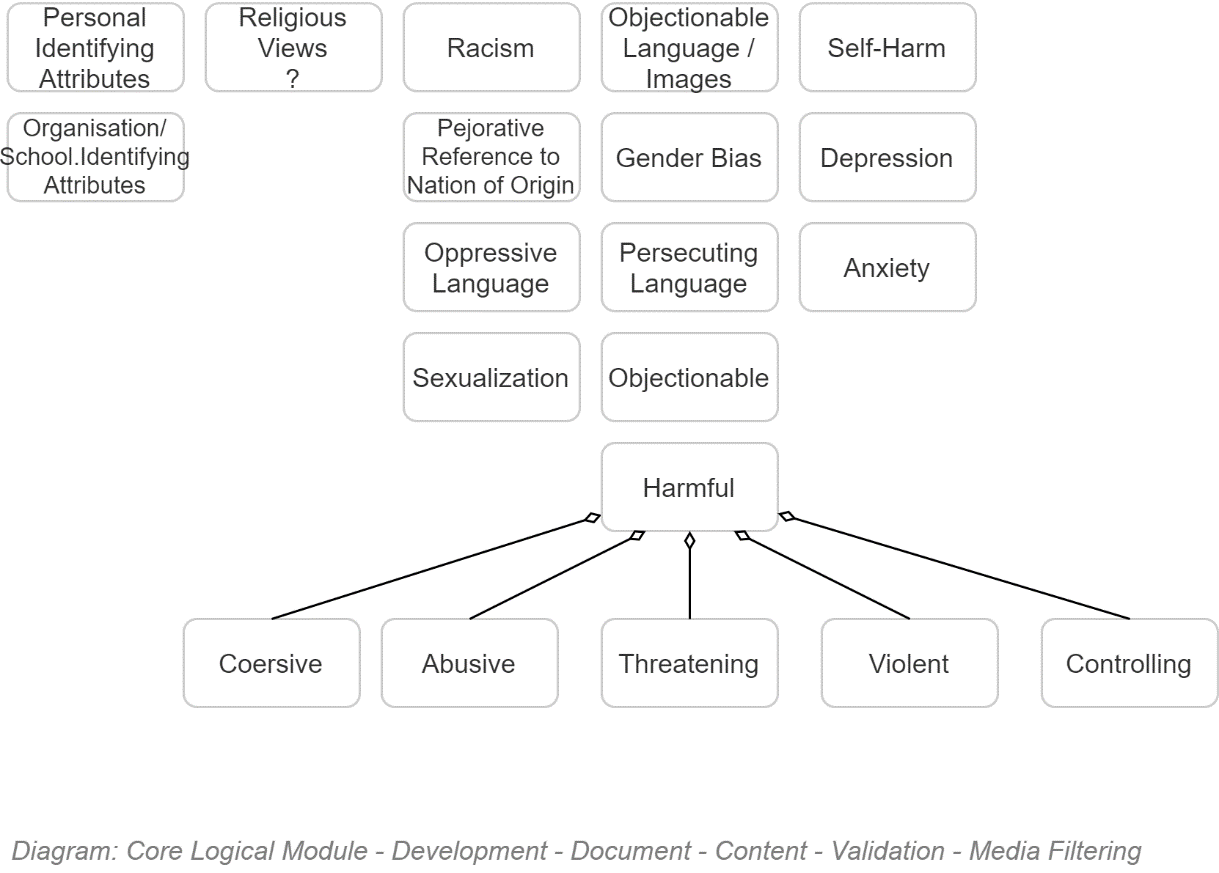 Personal
Identifying
Attributes
Religious
Views
?
Racism
Objectionable
Language /
Images
Self-Harm
Organisation/
School.Identifying
Attributes
Pejorative
Reference to
Nation of Origin
Gender Bias
Depression
Oppressive
Language
Persecuting
Language
Anxiety
Sexualization
Objectionable
Harmful
Coersive
Abusive
Threatening
Violent
Controlling
Diagram: Core Logical Module - Development - Document - Content - Validation - Media Filtering